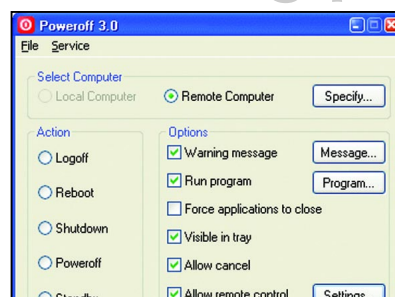 Poweroff 3.0
File Service
Select Computer
Local Computer Remote Computer Specify...
Action Options
Logoff Warning message Message...
Reboot Run program Program...
Force applications to close
Shutdown Visible in tray
Poweroff Allow cancel
Standby Allow remote control Settings...